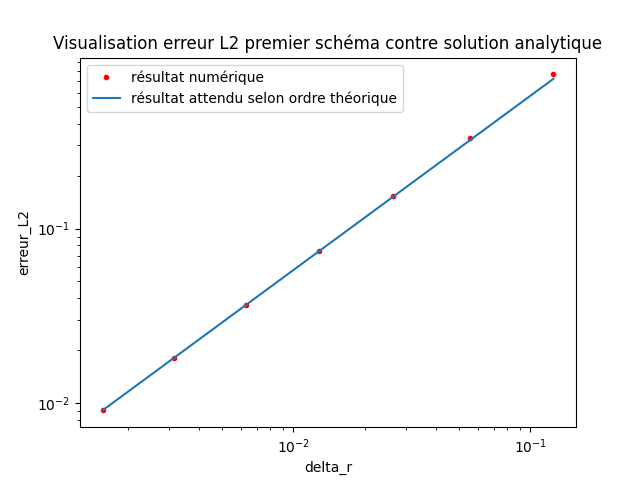 Visualisation erreur L2 premier schéma contre solution analytique
résultat numérique
résultat attendu selon ordre théorique
erreur_L2
10⁻¹
10⁻²
10⁻²
10⁻¹
delta_r